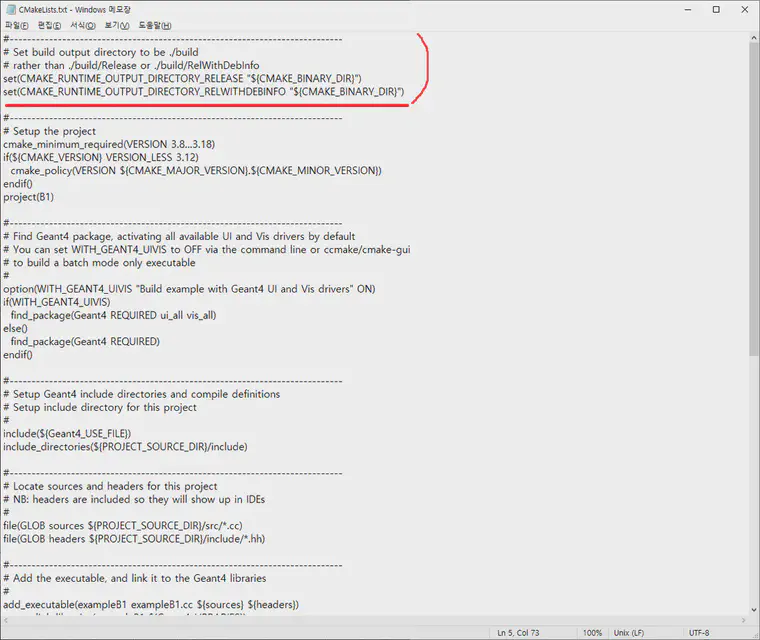 CMakeLists.txt - Windows 메모장
파일(F) 편집(E) 서식(O) 보기(V) 도움말(H)
#----------------------------------------------------------------------------
# Set build output directory to be ./build
# rather than ./build/Release or ./build/RelWithDebInfo
set(CMAKE_RUNTIME_OUTPUT_DIRECTORY_RELEASE "${CMAKE_BINARY_DIR}")
set(CMAKE_RUNTIME_OUTPUT_DIRECTORY_RELWITHDEBINFO "${CMAKE_BINARY_DIR}")
#----------------------------------------------------------------------------
# Setup the project
cmake_minimum_required(VERSION 3.8...3.18)
if(${CMAKE_VERSION} VERSION_LESS 3.12)
cmake_policy(VERSION ${CMAKE_MAJOR_VERSION}.${CMAKE_MINOR_VERSION})
endif()
project(B1)
#----------------------------------------------------------------------------
# Find Geant4 package, activating all available UI and Vis drivers by default
# You can set WITH_GEANT4_UIVIS to OFF via the command line or ccmake/cmake-gui
# to build a batch mode only executable
#
option(WITH_GEANT4_UIVIS "Build example with Geant4 UI and Vis drivers" ON)
if(WITH_GEANT4_UIVIS)
find_package(Geant4 REQUIRED ui_all vis_all)
else()
find_package(Geant4 REQUIRED)
endif()
#----------------------------------------------------------------------------
# Setup Geant4 include directories and compile definitions
# Setup include directory for this project
#
include(${Geant4_USE_FILE})
include_directories(${PROJECT_SOURCE_DIR}/include)
#----------------------------------------------------------------------------
# Locate sources and headers for this project
# NB: headers are included so they will show up in IDEs
#
file(GLOB sources ${PROJECT_SOURCE_DIR}/src/*.cc)
file(GLOB headers ${PROJECT_SOURCE_DIR}/include/*.hh)
#----------------------------------------------------------------------------
# Add the executable, and link it to the Geant4 libraries
#
add_executable(exampleB1 exampleB1.cc ${sources} ${headers})
Ln 5, Col 73 100% Unix (LF) UTF-8